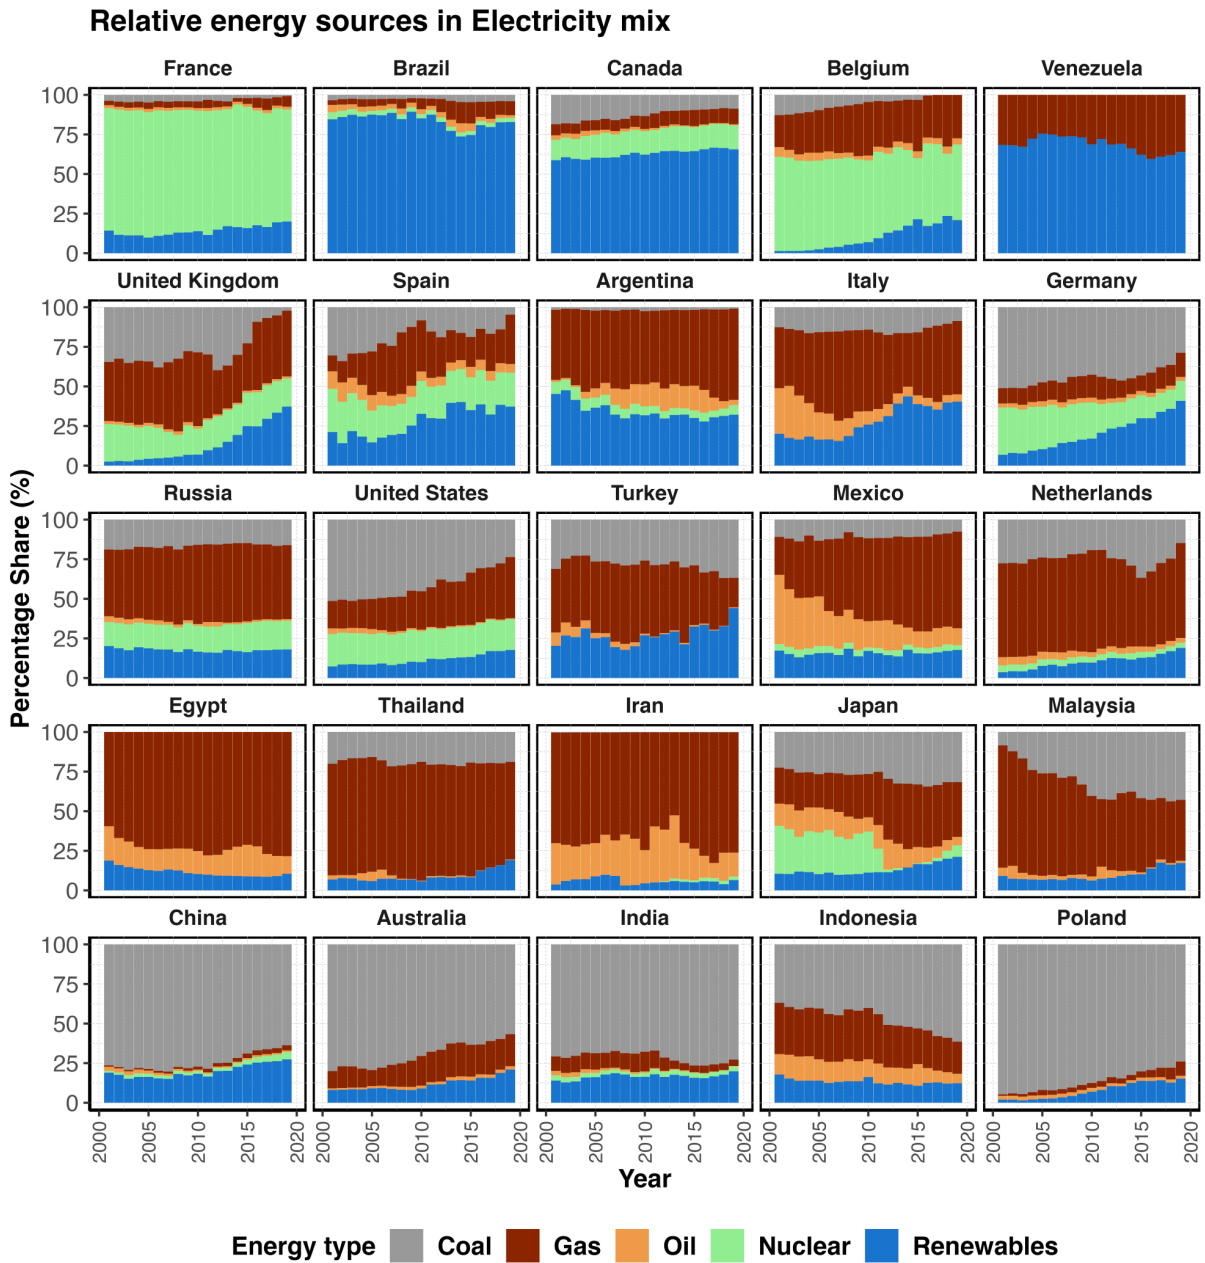 Relative energy sources in Electricity mix
France Brazil Canada Belgium Venezuela
100
75
50
25
0
United Kingdom Spain Argentina Italy Germany
100
75
50
25
0
Russia United States Turkey Mexico Netherlands
100
75
50
25
0
Egypt Thailand Iran Japan Malaysia
100
75
50
25
0
China Australia India Indonesia Poland
100
75
50
25
0
Percentage Share (%)
2000 2005 2010 2015 2020 2000 2005 2010 2015 2020 2000 2005 2010 2015 2020 2000 2005 2010 2015 2020 2000 2005 2010 2015 2020
Year
Energy type Coal Gas Oil Nuclear Renewables